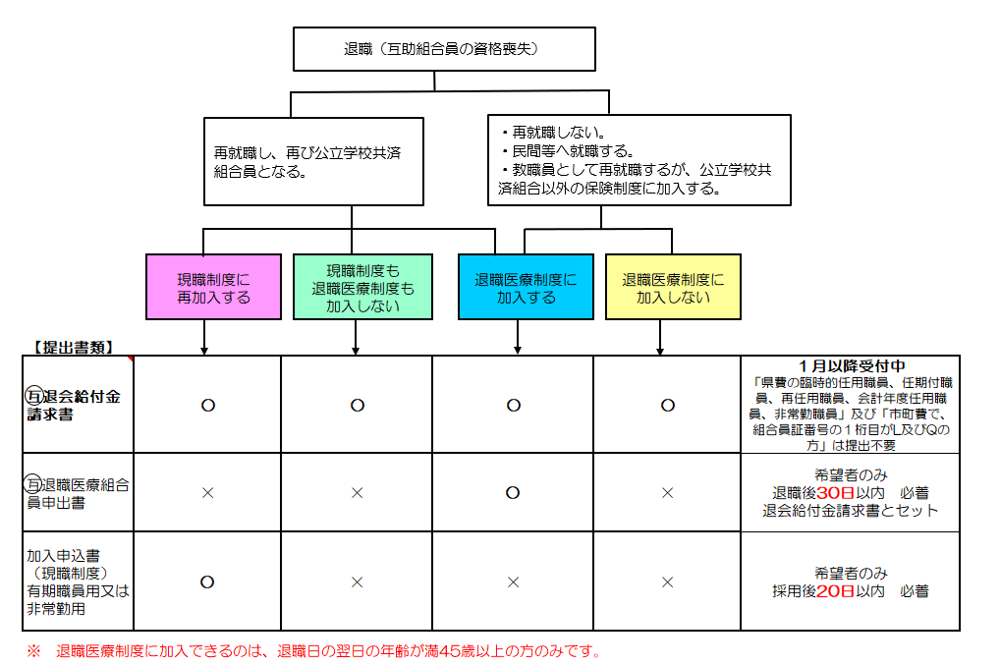 退職（互助組合員の資格喪失）
再就職し、再び公立学校共済
組合員となる。
・再就職しない。
・民間等へ就職する。
・教職員として再就職するが、公立学校共
済組合以外の保険制度に加入する。
現職制度に
再加入する
現職制度も
退職医療制度も
加入しない
退職医療制度に
加入する
退職医療制度に
加入しない
【提出書類】
互退会給付金
請求書
○ ○ ○ ○
１月以降受付中
「県費の臨時的任用職員、任期付職
員、再任用職員、会計年度任用職
員、非常勤職員」及び「市町費で、
組合員証番号の１桁目がL及びQの
方」は提出不要
互退職医療組合
員申出書
× × ○ ×
希望者のみ
退職後30日以内　必着
退会給付金請求書とセット
加入申込書
（現職制度）
有期職員用又は
非常勤用
○ × × ×
希望者のみ
採用後20日以内　必着
※　退職医療制度に加入できるのは、退職日の翌日の年齢が満45歳以上の方のみです。